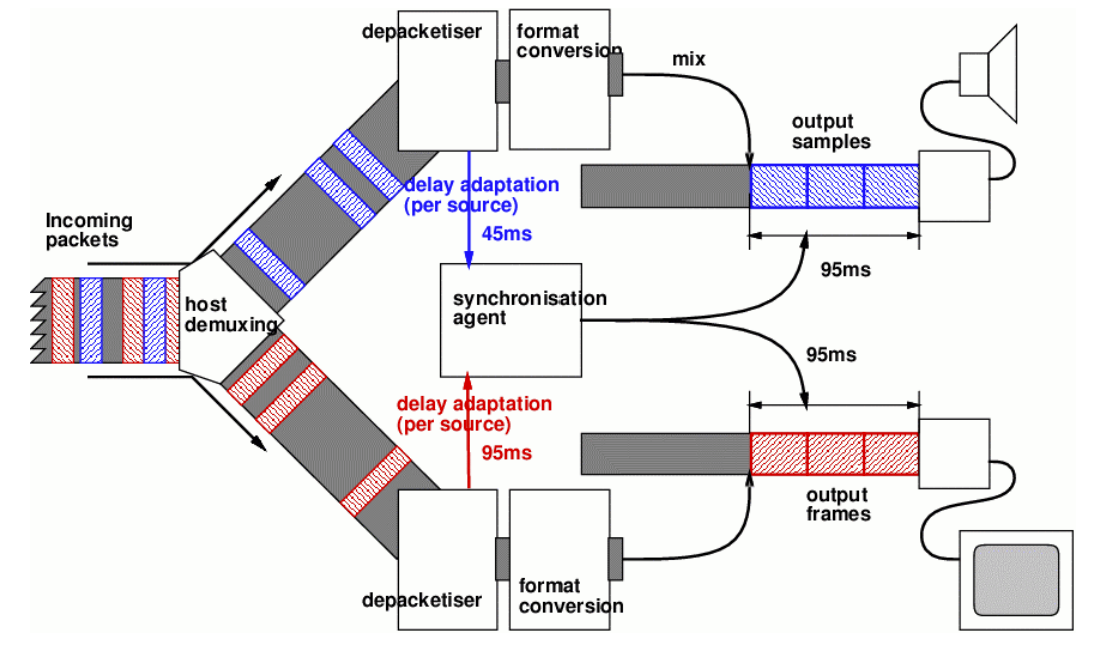 depacketiser
format
conversion
mix
output
samples
delay adaptation
(per source)
45ms
Incoming
packets
host
demuxing
synchronisation
agent
95ms
95ms
delay adaptation
(per source)
95ms
output
frames
depacketiser
format
conversion